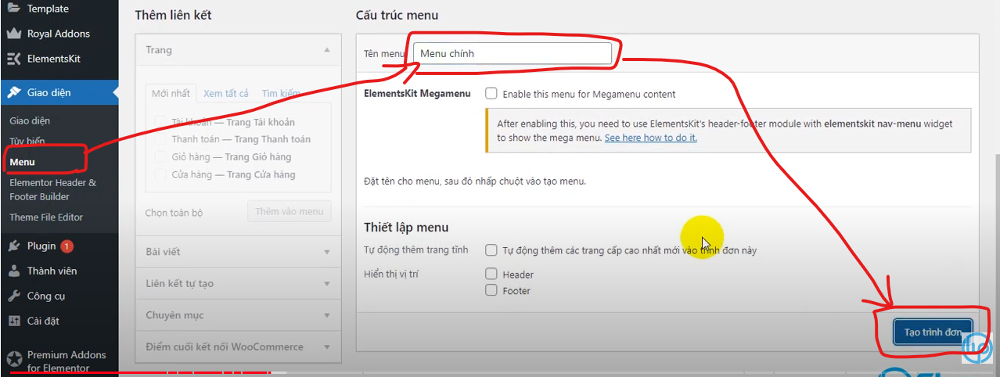 Template
Royal Addons
ElementsKit
Giao diện
Giao diện
Tùy biến
Menu
Elementor Header &
Footer Builder
Theme File Editor
Plugin 1
Thành viên
Công cụ
Cài đặt
Premium Addons
for Elementor
Thêm liên kết
Trang
Mới nhất Xem tất cả Tìm kiếm
Tài khoản — Trang Tài khoản
Thanh toán — Trang Thanh toán
Giỏ hàng — Trang Giỏ hàng
Cửa hàng — Trang Cửa hàng
Chọn toàn bộ Thêm vào menu
Bài viết
Liên kết tự tạo
Chuyên mục
Điểm cuối kết nối WooCommerce
Cấu trúc menu
Tên menu Menu chính
ElementsKit Megamenu Enable this menu for Megamenu content
After enabling this, you need to use ElementsKit's header-footer module with elementskit nav-menu widget
to show the mega menu. See here how to do it.
Đặt tên cho menu, sau đó nhấp chuột vào tạo menu.
Thiết lập menu
Tự động thêm trang tĩnh Tự động thêm các trang cấp cao nhất mới vào trình đơn này
Hiển thị vị trí Header
Footer
Tạo trình đơn